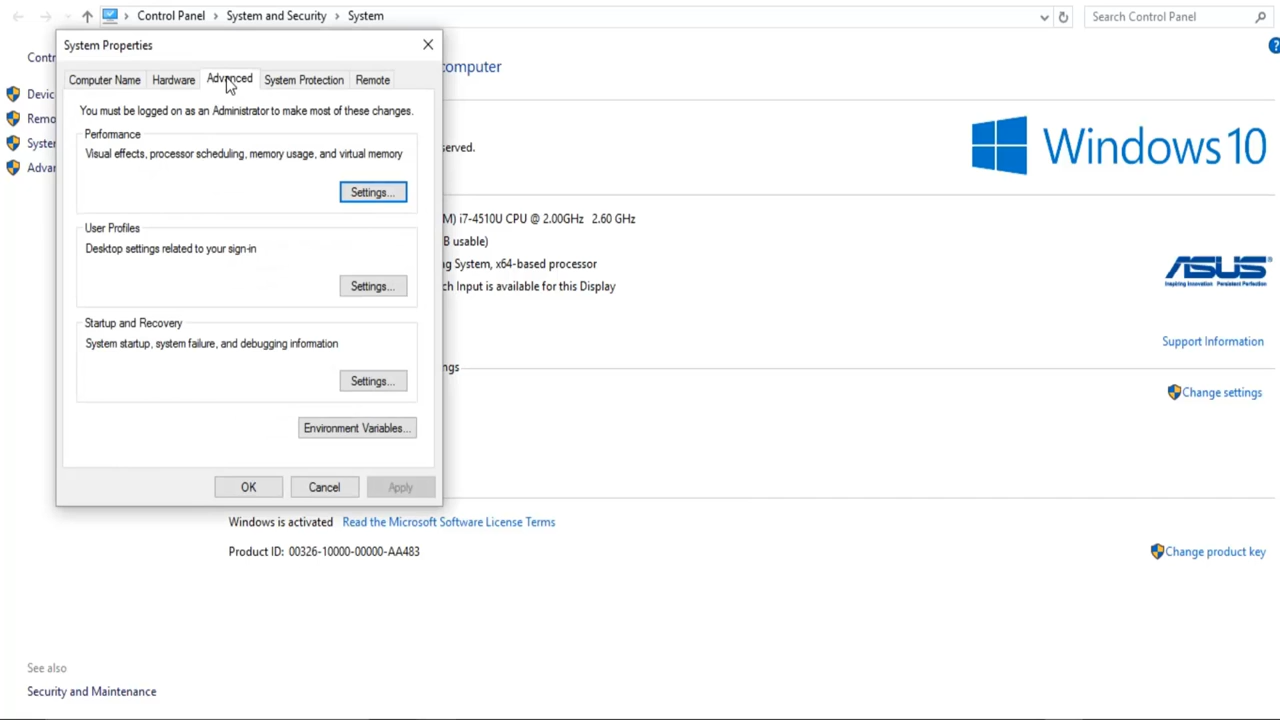 Control Panel > System and Security > System
Search Control Panel
System Properties
Computer Name Hardware Advanced System Protection Remote
You must be logged on as an Administrator to make most of these changes.
Performance
Visual effects, processor scheduling, memory usage, and virtual memory
Settings...
User Profiles
Desktop settings related to your sign-in
Settings...
Startup and Recovery
System startup, system failure, and debugging information
Settings...
Environment Variables...
OK Cancel Apply
Contr
Devic
Remo
Syster
Advan
computer
served.
Windows 10
M) i7-4510U CPU @ 2.00GHz 2.60 GHz
B usable)
g System, x64-based processor
ch Input is available for this Display
ASUS
Inspiring Innovation Persistent Perfection
Support Information
ngs
Change settings
Windows is activated Read the Microsoft Software License Terms
Product ID: 00326-10000-00000-AA483
Change product key
See also
Security and Maintenance